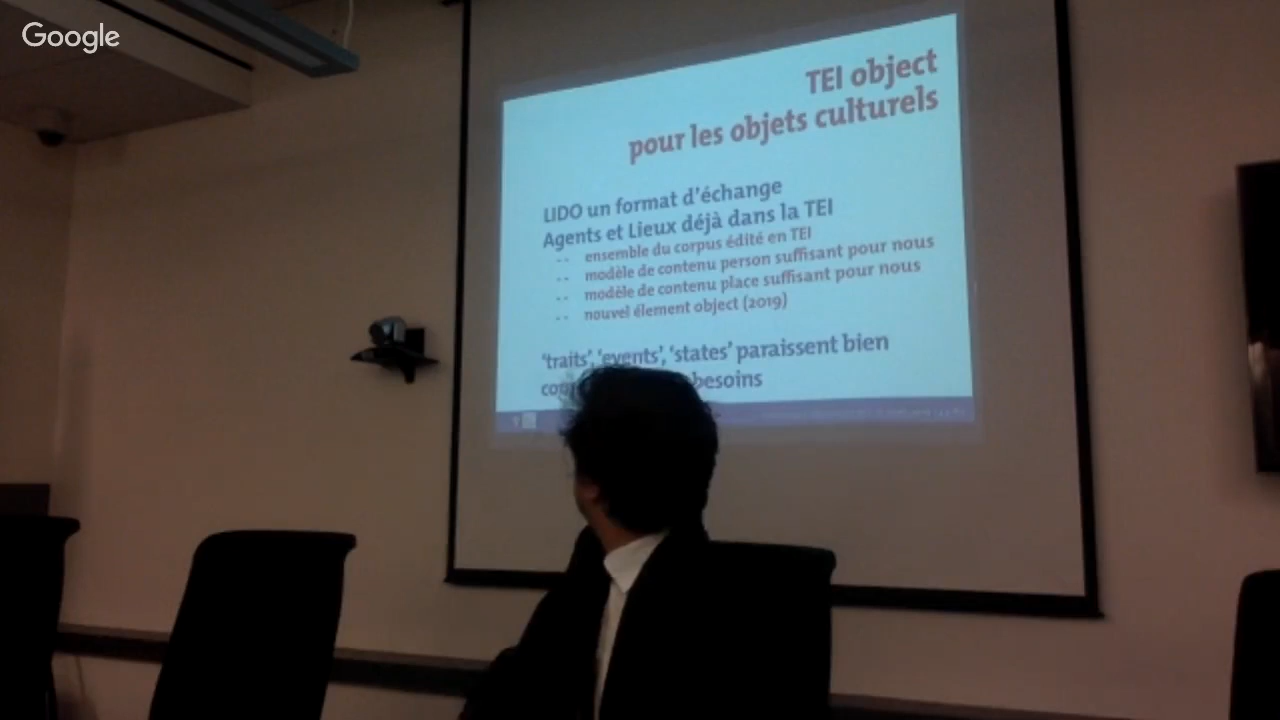 Google
TEI object
pour les objets culturels
LIDO un format d'échange
Agents et Lieux déjà dans la TEI
-- ensemble du corpus édité en TEI
-- modèle de contenu person suffisant pour nous
-- modèle de contenu place suffisant pour nous
-- nouvel élement object (2019)
'traits', 'events', 'states' paraissent bien
besoins